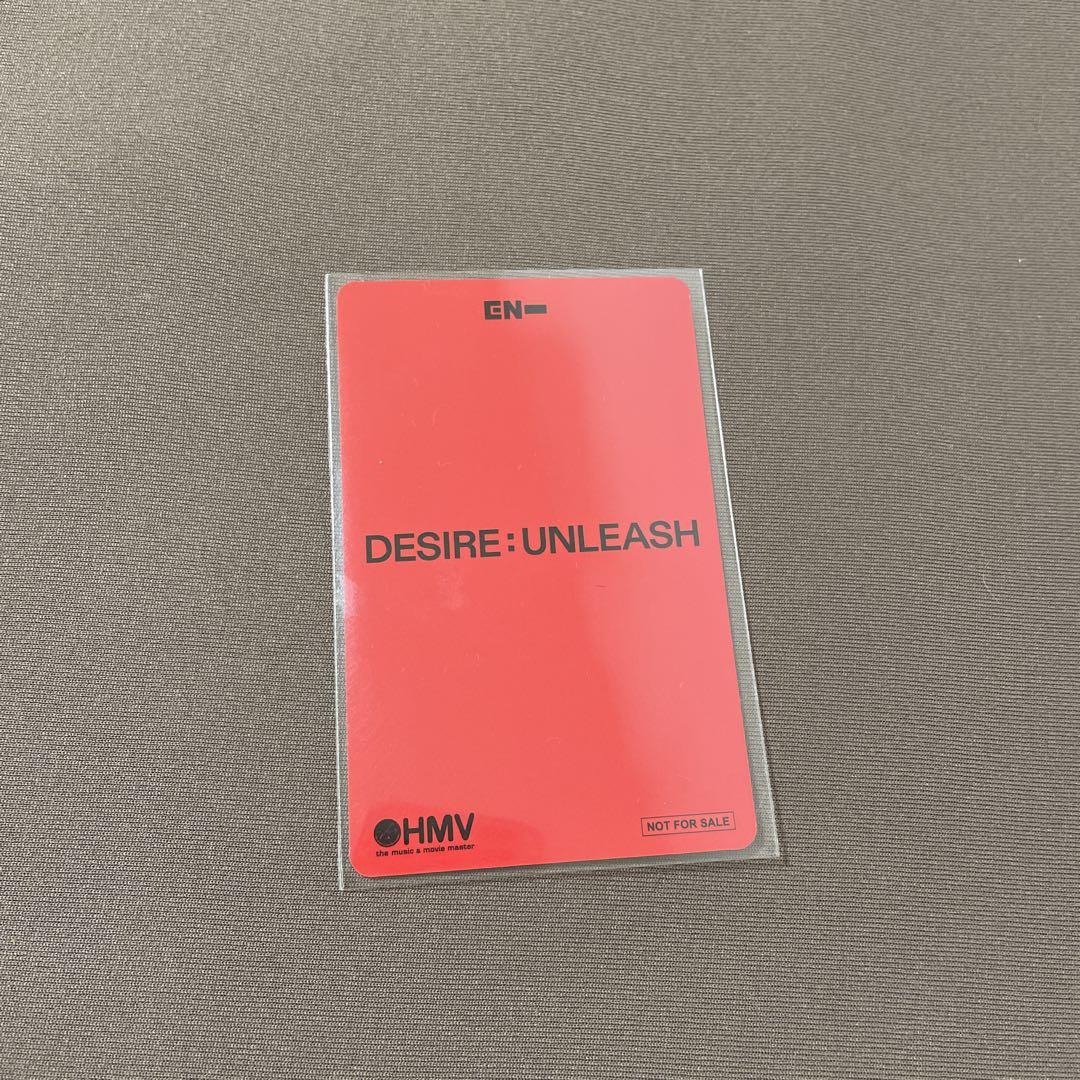 EN-
DESIRE:UNLEASH
HMV
the music & movie master
NOT FOR SALE